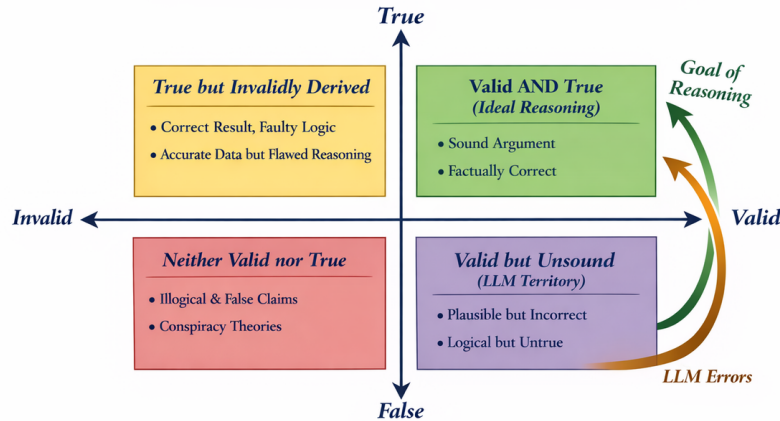 True
True but Invalidly Derived
• Correct Result, Faulty Logic
• Accurate Data but Flawed Reasoning
Valid AND True
(Ideal Reasoning)
• Sound Argument
• Factually Correct
Goal of
Reasoning
Invalid
Valid
Neither Valid nor True
• Illogical & False Claims
• Conspiracy Theories
Valid but Unsound
(LLM Territory)
• Plausible but Incorrect
• Logical but Untrue
LLM Errors
False